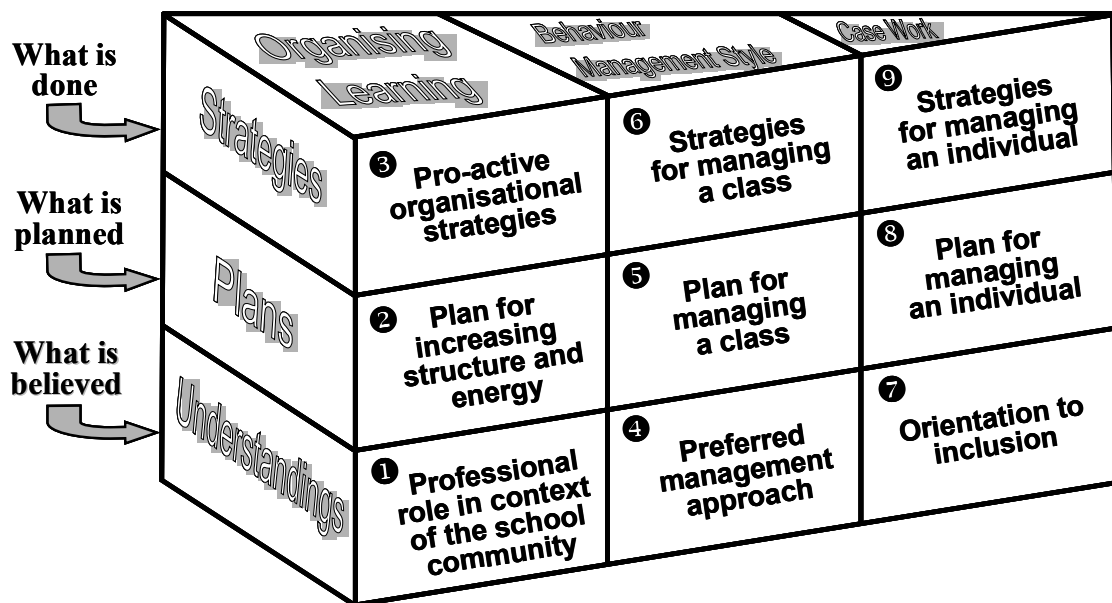 What is
done
What is
planned
What is
believed
Organising
Learning
Behaviour
Management Style
Case Work
Strategies
Plans
Understandings
❸ Pro-active
organisational
strategies
❻ Strategies
for managing
a class
❾ Strategies
for managing
an individual
❷ Plan for
increasing
structure and
energy
❺ Plan for
managing
a class
❽ Plan for
managing
an individual
❶ Professional
role in context
of the school
community
❹ Preferred
management
approach
❼ Orientation to
inclusion